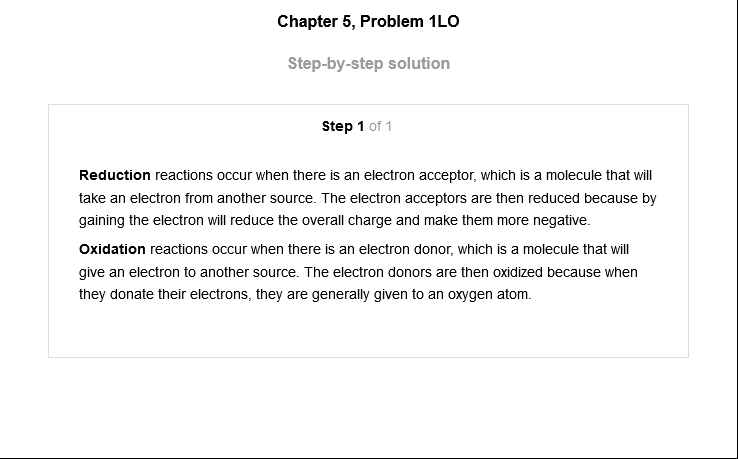 Chapter 5, Problem 1LO
Step-by-step solution
Step 1 of 1
Reduction reactions occur when there is an electron acceptor, which is a molecule that will
take an electron from another source. The electron acceptors are then reduced because by
gaining the electron will reduce the overall charge and make them more negative.
Oxidation reactions occur when there is an electron donor, which is a molecule that will
give an electron to another source. The electron donors are then oxidized because when
they donate their electrons, they are generally given to an oxygen atom.